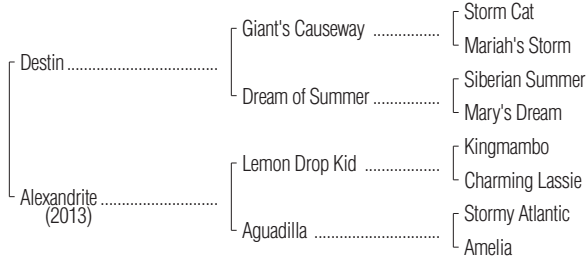 Storm Cat
Giant's Causeway ................
Mariah's Storm
Destin ....................................
Siberian Summer
Dream of Summer ................
Mary's Dream
Kingmambo
Lemon Drop Kid ..................
Charming Lassie
Alexandrite ............................
(2013)
Stormy Atlantic
Aguadilla ..............................
Amelia